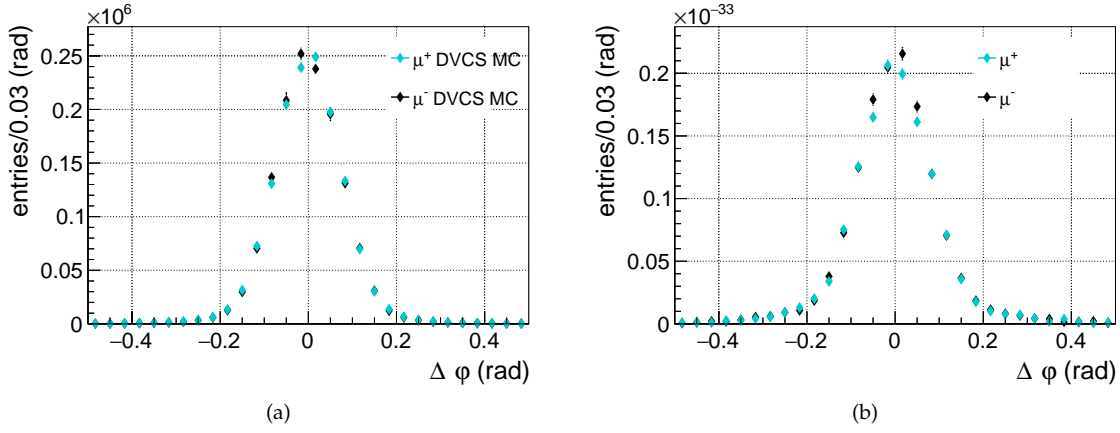 ×10⁶
entries/0.03 (rad)
0.25
0.2
0.15
0.1
0.05
0
μ⁺ DVCS MC
μ⁻ DVCS MC
−0.4
−0.2
0
0.2
0.4
Δ φ (rad)
(a)
×10⁻³³
entries/0.03 (rad)
0.2
0.15
0.1
0.05
0
μ⁺
μ⁻
−0.4
−0.2
0
0.2
0.4
Δ φ (rad)
(b)